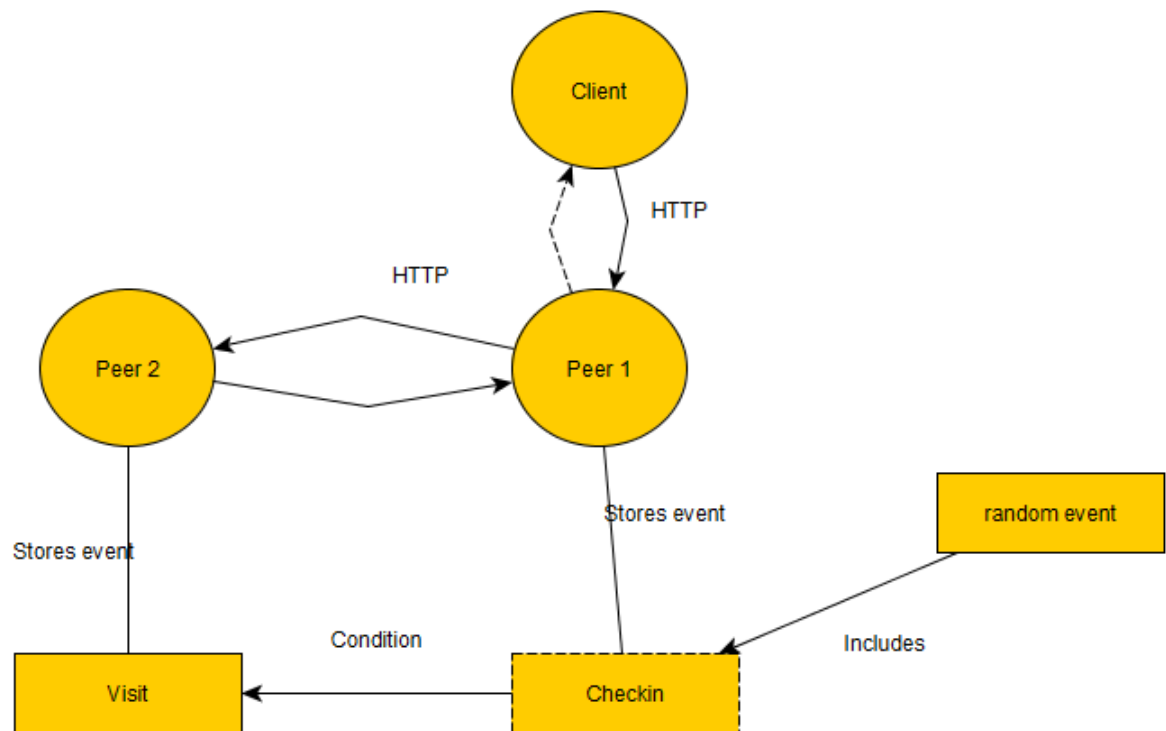 Client
HTTP
HTTP
Peer 2
Peer 1
random event
Stores event
Stores event
Condition
Includes
Visit
Checkin